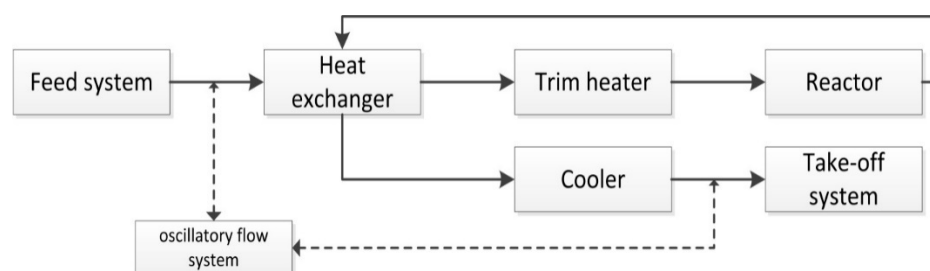 Feed system
Heat
exchanger
Trim heater
Reactor
Cooler
Take-off
system
oscillatory flow
system